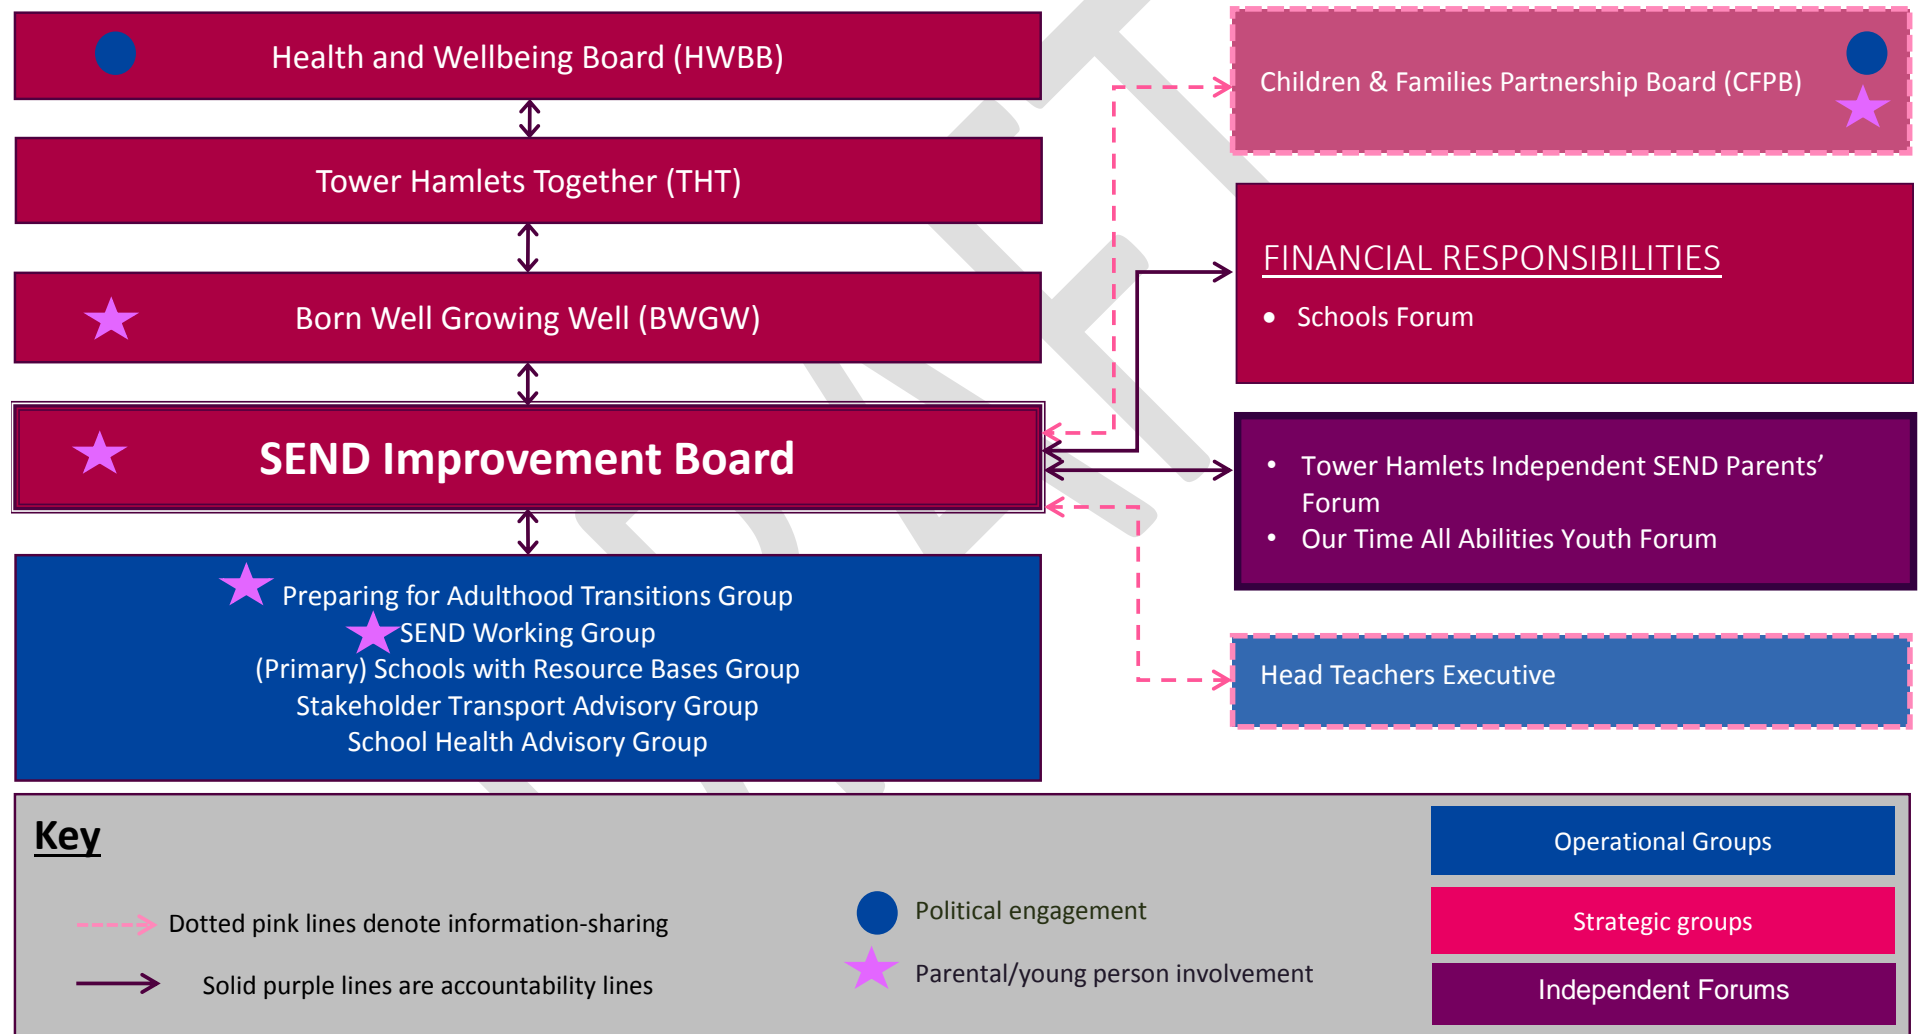 Health and Wellbeing Board (HWBB)
Tower Hamlets Together (THT)
Born Well Growing Well (BWGW)
SEND Improvement Board
Preparing for Adulthood Transitions Group
SEND Working Group
(Primary) Schools with Resource Bases Group
Stakeholder Transport Advisory Group
School Health Advisory Group
Children & Families Partnership Board (CFPB)
FINANCIAL RESPONSIBILITIES
• Schools Forum
• Tower Hamlets Independent SEND Parents’
Forum
• Our Time All Abilities Youth Forum
Head Teachers Executive
DRAFT
Key
Dotted pink lines denote information-sharing
Solid purple lines are accountability lines
Political engagement
Parental/young person involvement
Operational Groups
Strategic groups
Independent Forums